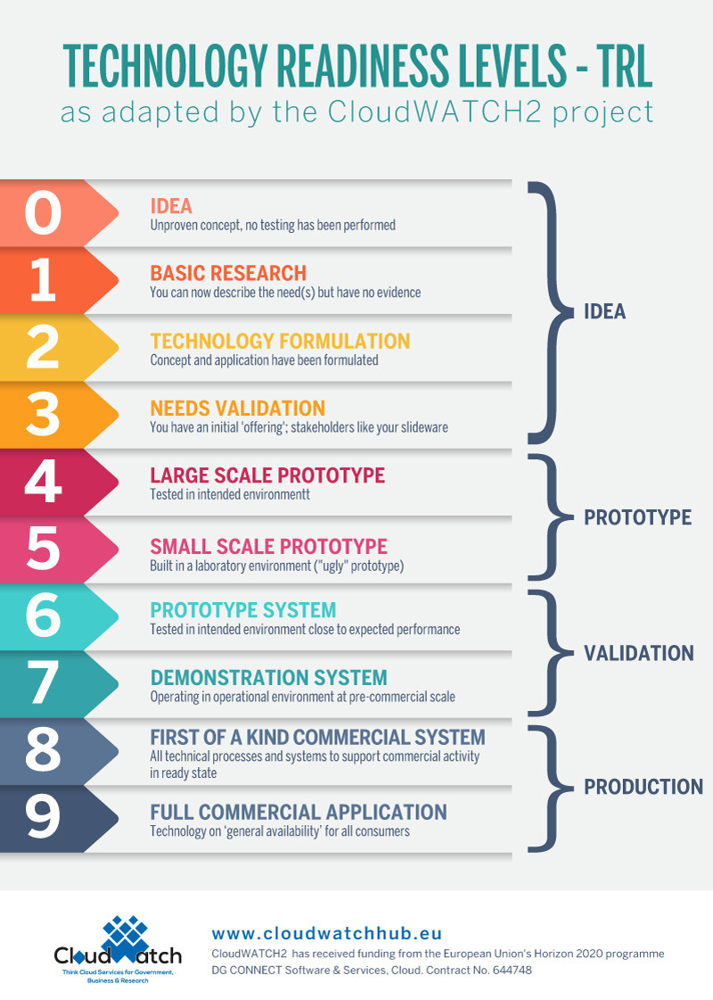 TECHNOLOGY READINESS LEVELS - TRL
as adapted by the CloudWATCH2 project
0
IDEA
Unproven concept, no testing has been performed
1
BASIC RESEARCH
You can now describe the need(s) but have no evidence
2
TECHNOLOGY FORMULATION
Concept and application have been formulated
3
NEEDS VALIDATION
You have an initial 'offering'; stakeholders like your slideware
IDEA
4
LARGE SCALE PROTOTYPE
Tested in intended environmentt
5
SMALL SCALE PROTOTYPE
Built in a laboratory environment ("ugly" prototype)
PROTOTYPE
6
PROTOTYPE SYSTEM
Tested in intended environment close to expected performance
7
DEMONSTRATION SYSTEM
Operating in operational environment at pre-commercial scale
VALIDATION
8
FIRST OF A KIND COMMERCIAL SYSTEM
All technical processes and systems to support commercial activity
in ready state
9
FULL COMMERCIAL APPLICATION
Technology on ‘general availability’ for all consumers
PRODUCTION
CloudWatch
Think Cloud Services for Government,
Business & Research
www.cloudwatchhub.eu
CloudWATCH2 has received funding from the European Union's Horizon 2020 programme
DG CONNECT Software & Services, Cloud. Contract No. 644748